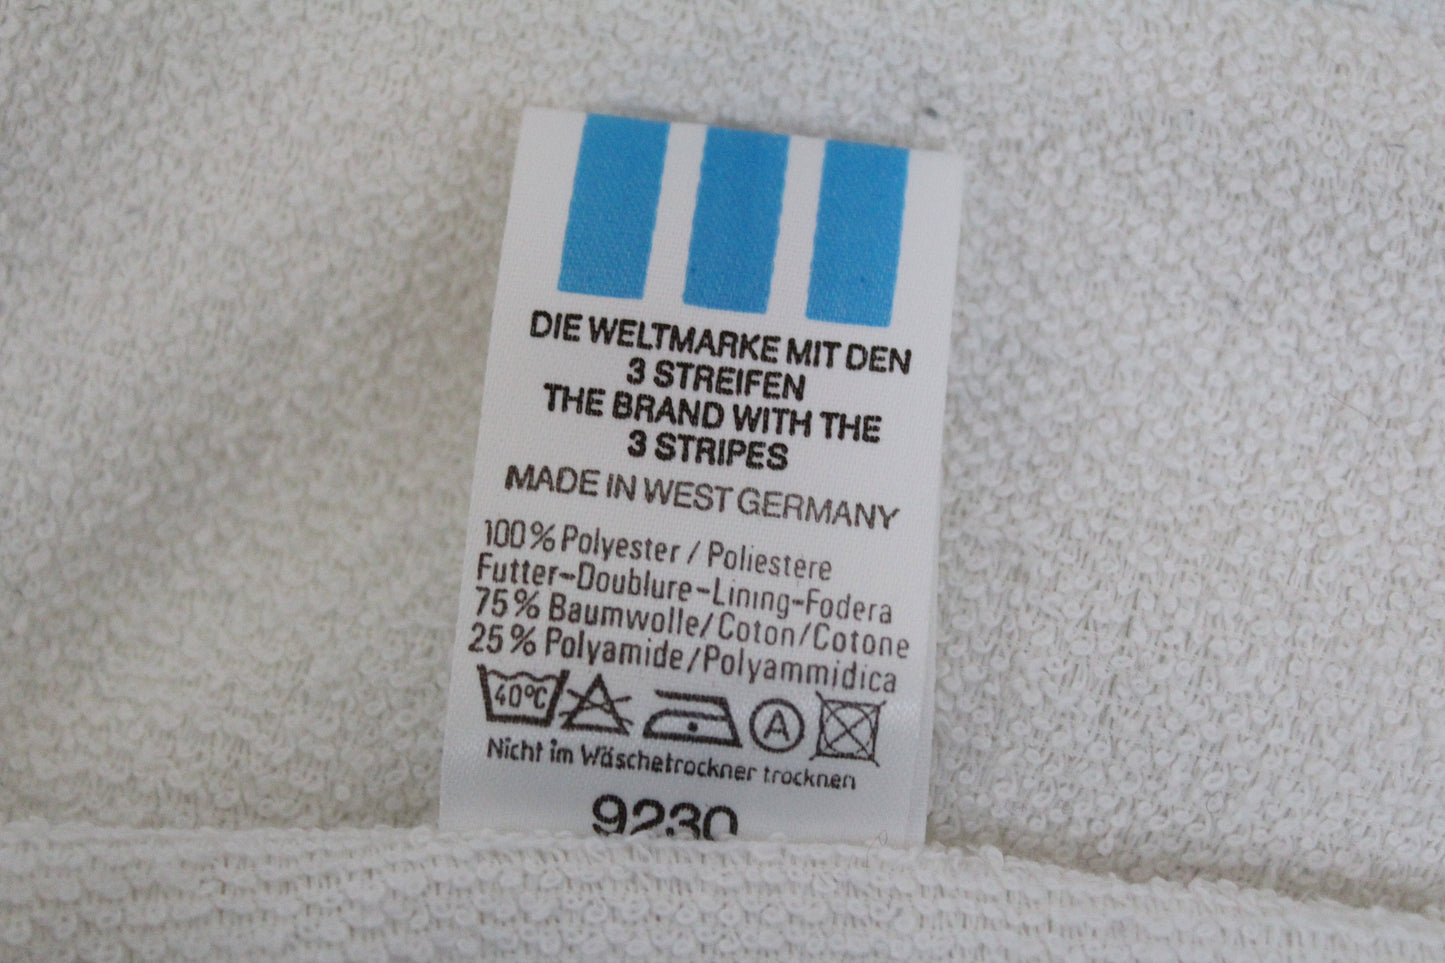 DIE WELTMARKE MIT DEN
3 STREIFEN
THE BRAND WITH THE
3 STRIPES
MADE IN WEST GERMANY
100% Polyester / Poliestere
Futter-Doublure-Lining-Fodera
75% Baumwolle/Coton/Cotone
25% Polyamide/Polyammidica
40°C A
Nicht im Wäschetrockner trocknen
9230